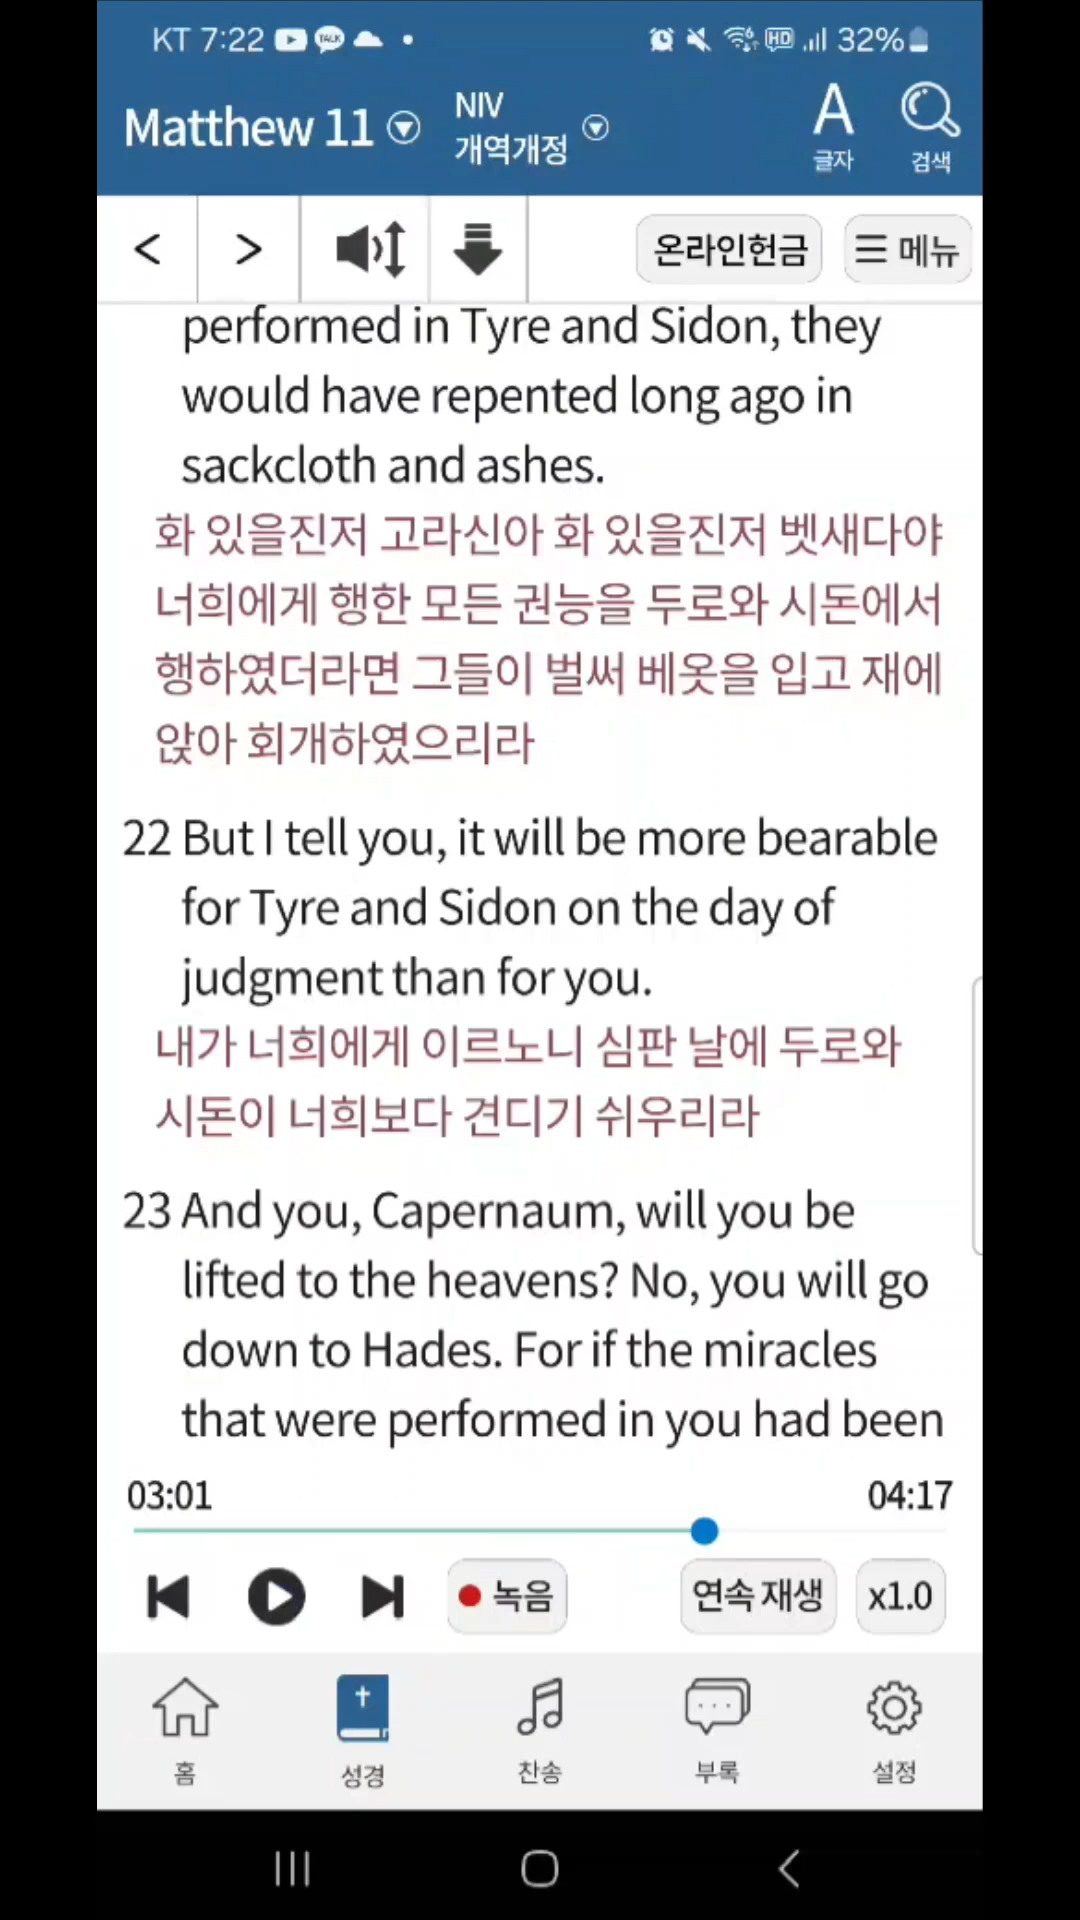 KT 7:22 TALK HD 32%
Matthew 11 NIV 개역개정 A 글자 검색
< > 온라인헌금 메뉴
performed in Tyre and Sidon, they
would have repented long ago in
sackcloth and ashes.
화 있을진저 고라신아 화 있을진저 벳새다야
너희에게 행한 모든 권능을 두로와 시돈에서
행하였더라면 그들이 벌써 베옷을 입고 재에
앉아 회개하였으리라
22 But I tell you, it will be more bearable
for Tyre and Sidon on the day of
judgment than for you.
내가 너희에게 이르노니 심판 날에 두로와
시돈이 너희보다 견디기 쉬우리라
23 And you, Capernaum, will you be
lifted to the heavens? No, you will go
down to Hades. For if the miracles
that were performed in you had been
03:01 04:17
녹음 연속 재생 x1.0
홈 성경 찬송 부록 설정